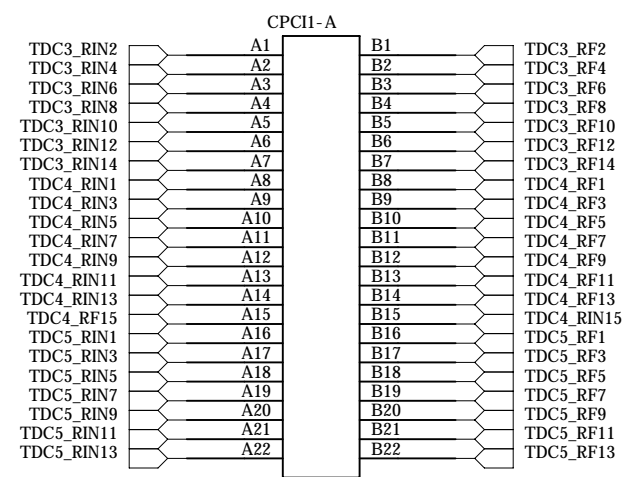 CPCI1-A
TDC3_RIN2 A1 B1 TDC3_RF2
TDC3_RIN4 A2 B2 TDC3_RF4
TDC3_RIN6 A3 B3 TDC3_RF6
TDC3_RIN8 A4 B4 TDC3_RF8
TDC3_RIN10 A5 B5 TDC3_RF10
TDC3_RIN12 A6 B6 TDC3_RF12
TDC3_RIN14 A7 B7 TDC3_RF14
TDC4_RIN1 A8 B8 TDC4_RF1
TDC4_RIN3 A9 B9 TDC4_RF3
TDC4_RIN5 A10 B10 TDC4_RF5
TDC4_RIN7 A11 B11 TDC4_RF7
TDC4_RIN9 A12 B12 TDC4_RF9
TDC4_RIN11 A13 B13 TDC4_RF11
TDC4_RIN13 A14 B14 TDC4_RF13
TDC4_RF15 A15 B15 TDC4_RIN15
TDC5_RIN1 A16 B16 TDC5_RF1
TDC5_RIN3 A17 B17 TDC5_RF3
TDC5_RIN5 A18 B18 TDC5_RF5
TDC5_RIN7 A19 B19 TDC5_RF7
TDC5_RIN9 A20 B20 TDC5_RF9
TDC5_RIN11 A21 B21 TDC5_RF11
TDC5_RIN13 A22 B22 TDC5_RF13